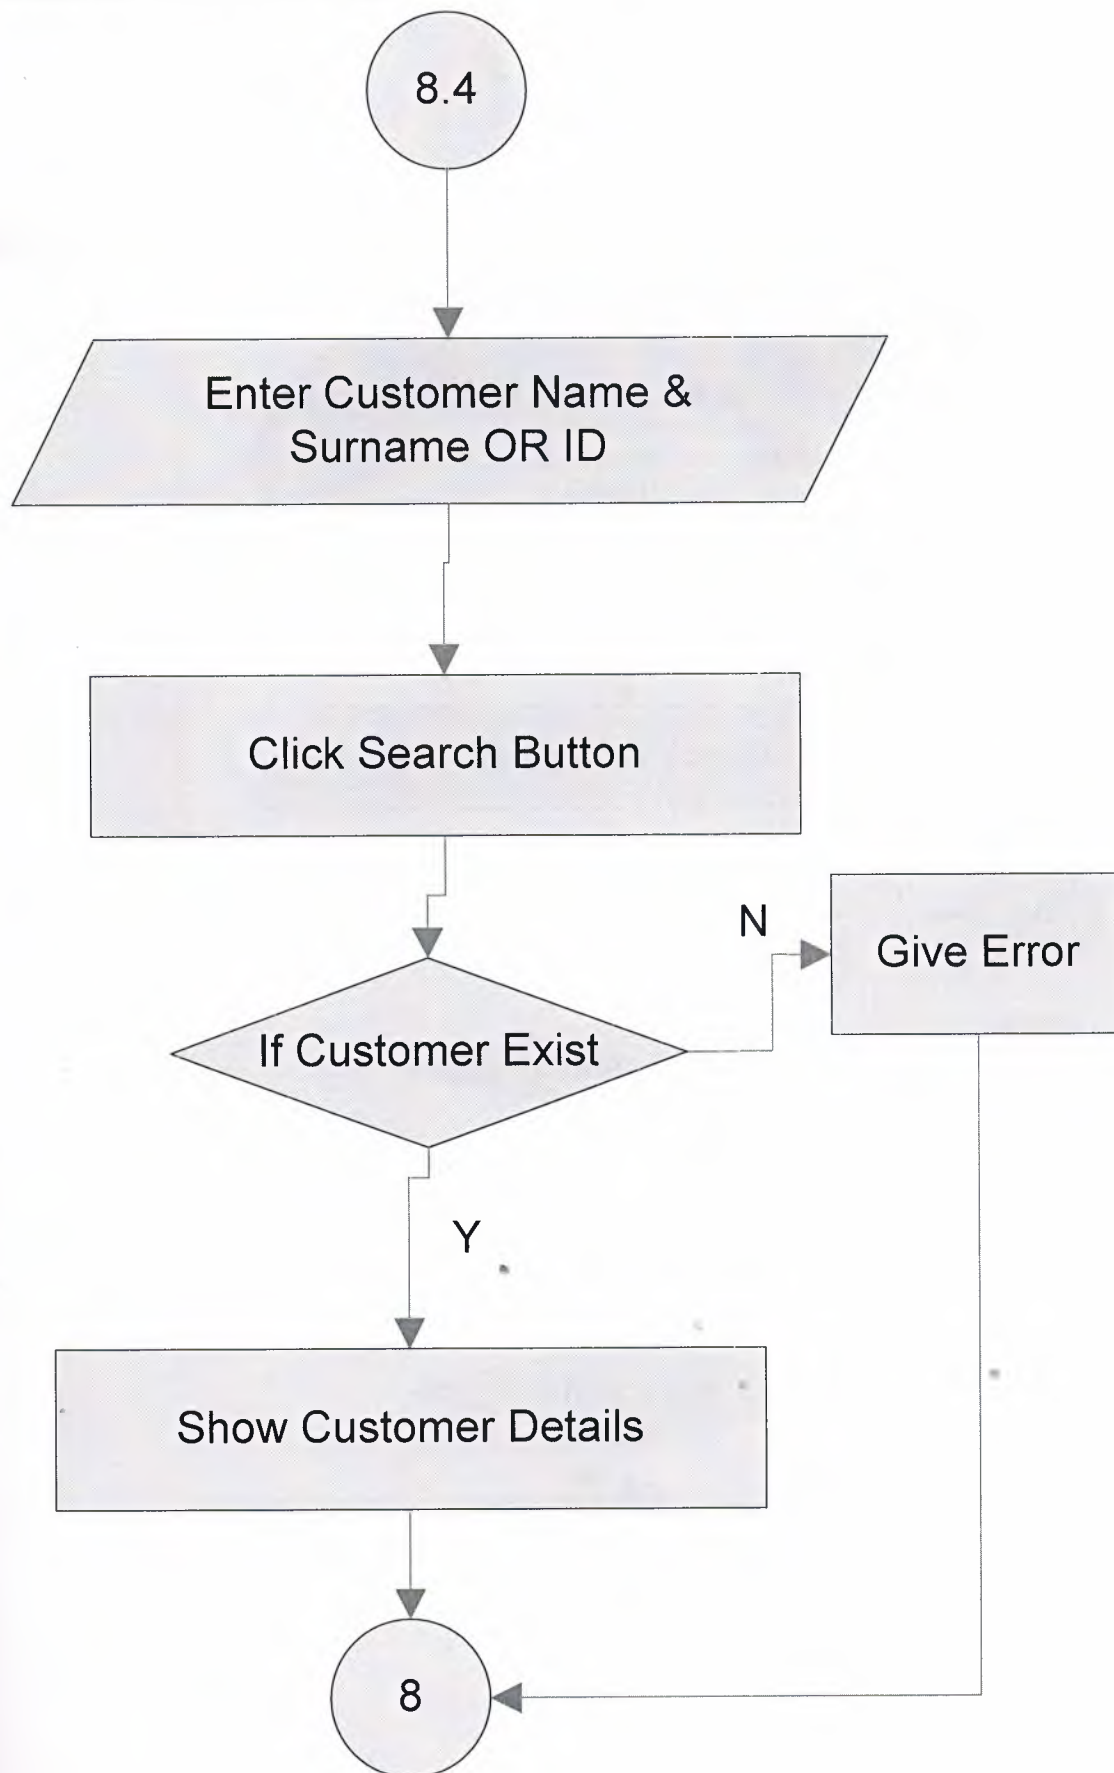 8.4
Enter Customer Name &
Surname OR ID
Click Search Button
N
Give Error
If Customer Exist
Y
Show Customer Details
8